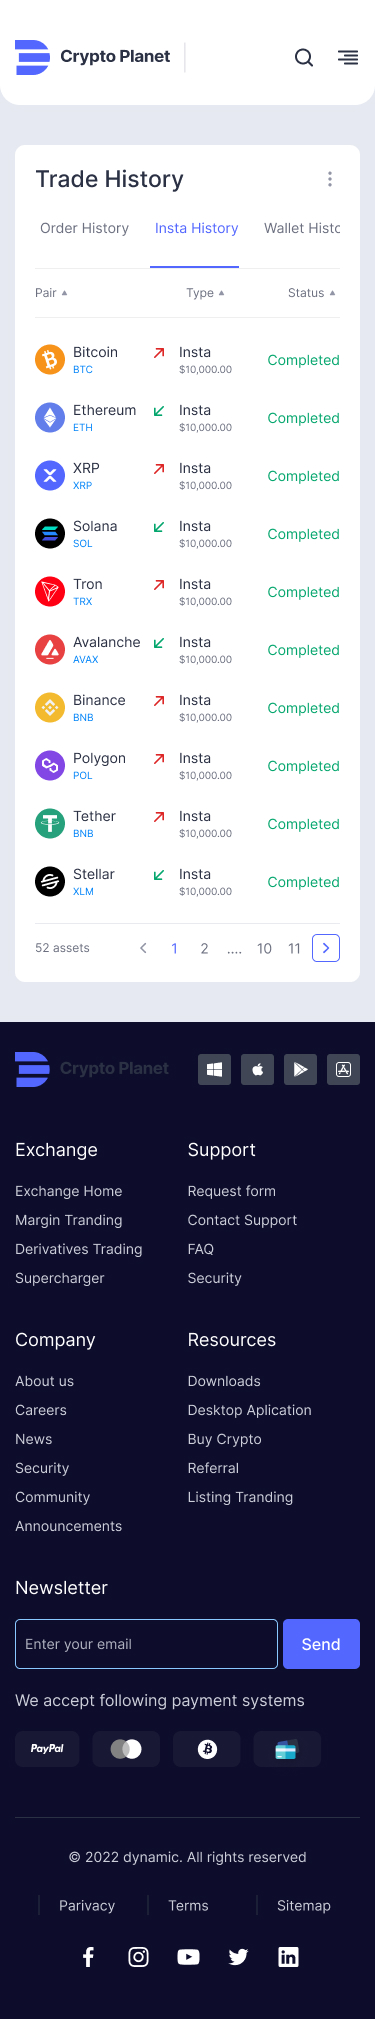 Crypto Planet
Trade History
Order History Insta History Wallet Histo
Pair Type Status
Bitcoin Insta Completed
BTC $10,000.00
Ethereum Insta Completed
ETH $10,000.00
XRP Insta Completed
XRP $10,000.00
Solana Insta Completed
SOL $10,000.00
Tron Insta Completed
TRX $10,000.00
Avalanche Insta Completed
AVAX $10,000.00
Binance Insta Completed
BNB $10,000.00
Polygon Insta Completed
POL $10,000.00
Tether Insta Completed
BNB $10,000.00
Stellar Insta Completed
XLM $10,000.00
52 assets 1 2 .... 10 11
Crypto Planet
Exchange
Exchange Home
Margin Tranding
Derivatives Trading
Supercharger
Support
Request form
Contact Support
FAQ
Security
Company
About us
Careers
News
Security
Community
Announcements
Resources
Downloads
Desktop Aplication
Buy Crypto
Referral
Listing Tranding
Newsletter
Enter your email Send
We accept following payment systems
PayPal
© 2022 dynamic. All rights reserved
Parivacy Terms Sitemap